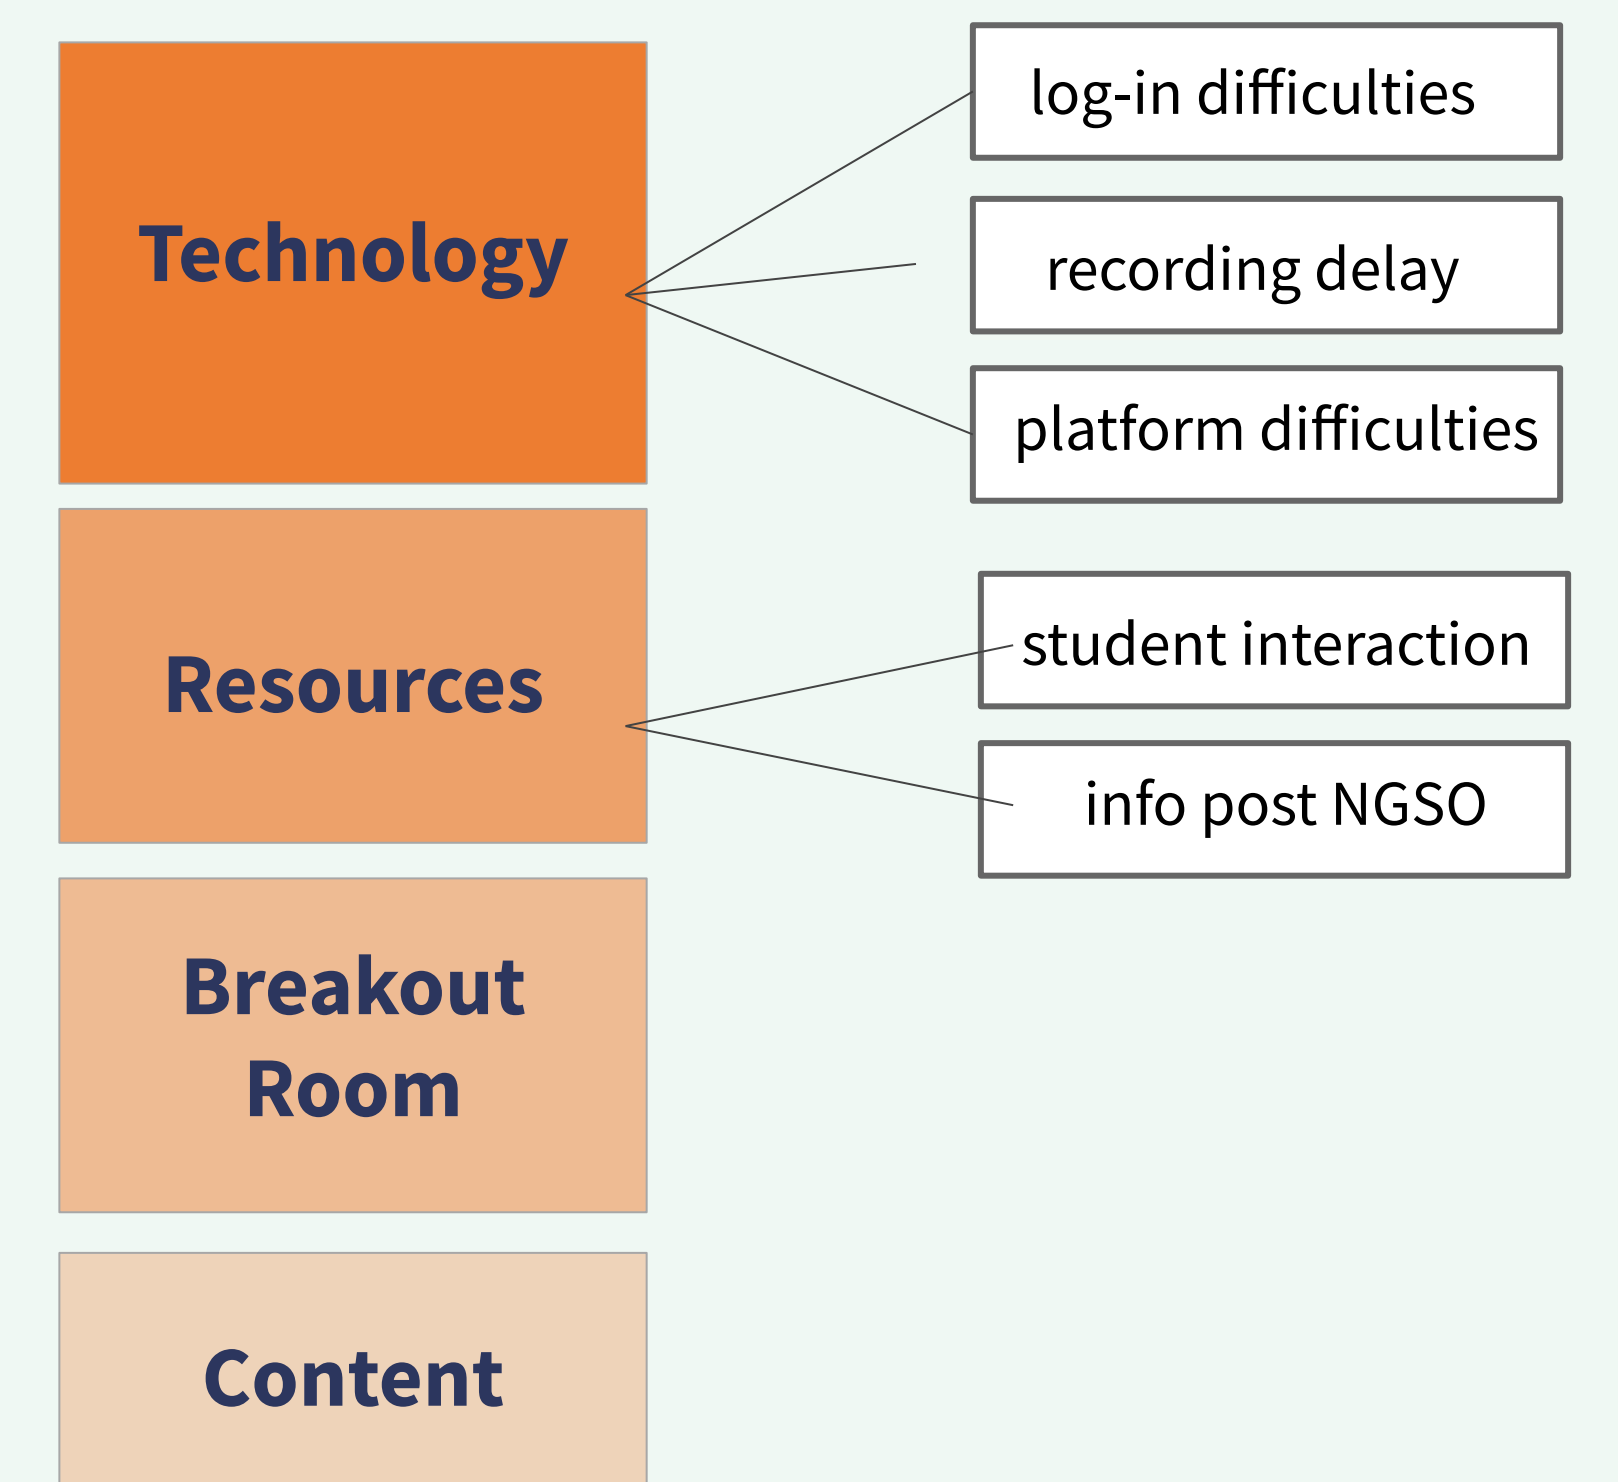 Technology
log-in difficulties
recording delay
platform difficulties
Resources
student interaction
info post NGSO
Breakout
Room
Content